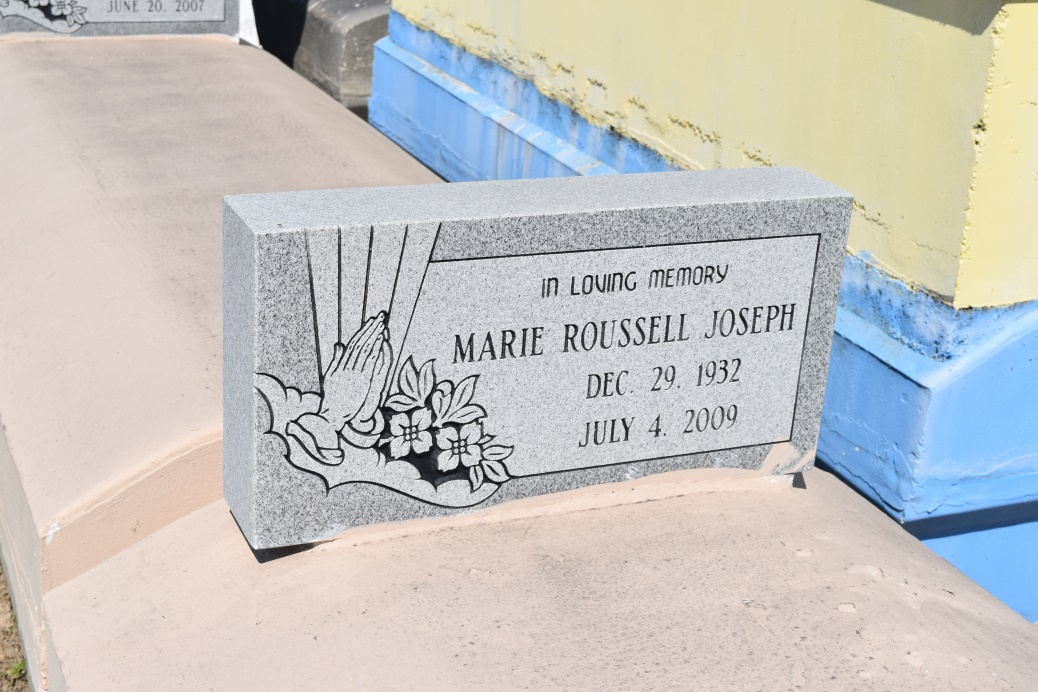 JUNE 20, 2007
IN LOVING MEMORY
MARIE ROUSSELL JOSEPH
DEC. 29. 1932
JULY 4. 2009